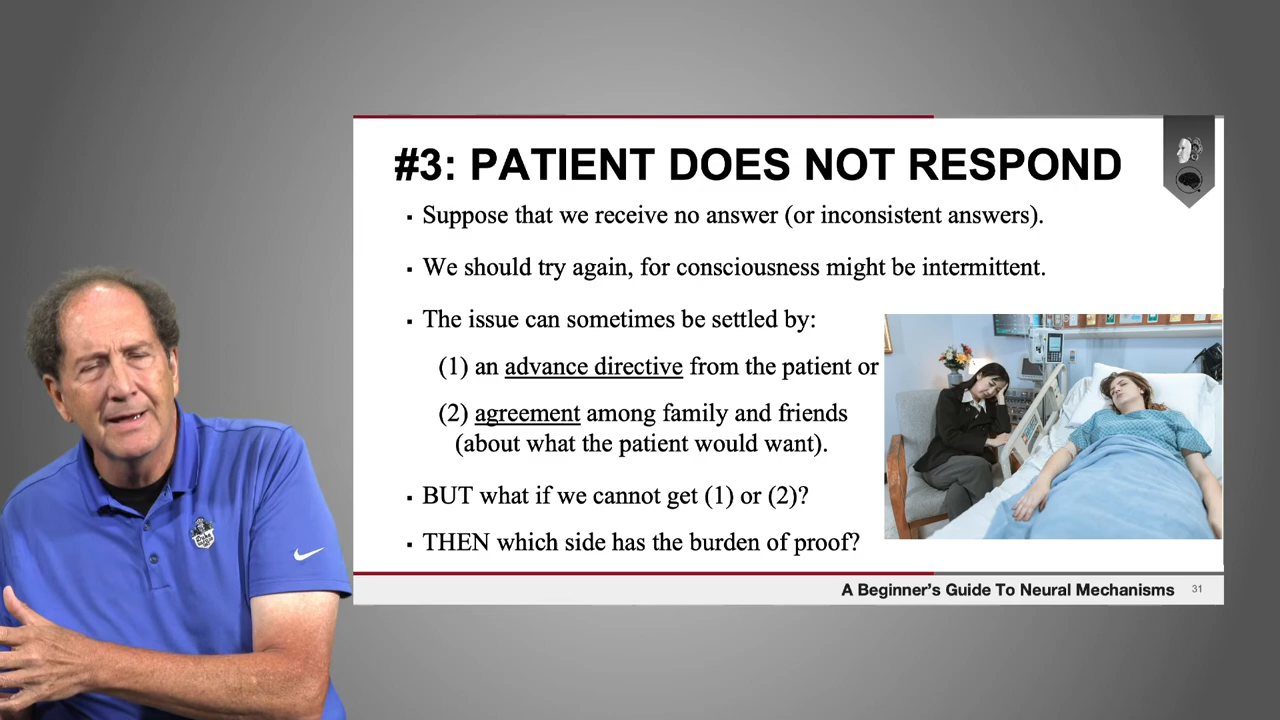 #3: PATIENT DOES NOT RESPOND
▪ Suppose that we receive no answer (or inconsistent answers).
▪ We should try again, for consciousness might be intermittent.
▪ The issue can sometimes be settled by:
(1) an advance directive from the patient or
(2) agreement among family and friends
(about what the patient would want).
▪ BUT what if we cannot get (1) or (2)?
▪ THEN which side has the burden of proof?
A Beginner's Guide To Neural Mechanisms 31